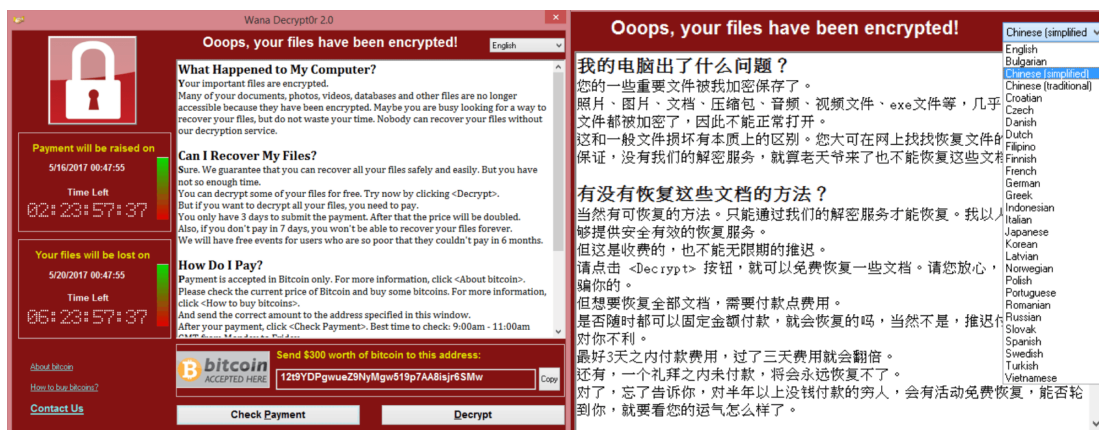 Wana Decrypt0r 2.0
Ooops, your files have been encrypted!
English
What Happened to My Computer?
Your important files are encrypted.
Many of your documents, photos, videos, databases and other files are no longer
accessible because they have been encrypted. Maybe you are busy looking for a way to
recover your files, but do not waste your time. Nobody can recover your files without
our decryption service.
Can I Recover My Files?
Sure. We guarantee that you can recover all your files safely and easily. But you have
not so enough time.
You can decrypt some of your files for free. Try now by clicking <Decrypt>.
But if you want to decrypt all your files, you need to pay.
You only have 3 days to submit the payment. After that the price will be doubled.
Also, if you don't pay in 7 days, you won't be able to recover your files forever.
We will have free events for users who are so poor that they couldn't pay in 6 months.
How Do I Pay?
Payment is accepted in Bitcoin only. For more information, click <About bitcoin>.
Please check the current price of Bitcoin and buy some bitcoins. For more information,
click <How to buy bitcoins>.
And send the correct amount to the address specified in this window.
After your payment, click <Check Payment>. Best time to check: 9:00am - 11:00am
GMT from Monday to Friday.
Payment will be raised on
5/16/2017 00:47:55
Time Left
02:23:57:37
Your files will be lost on
5/20/2017 00:47:55
Time Left
06:23:57:37
About bitcoin
How to buy bitcoins?
Contact Us
bitcoin
ACCEPTED HERE
Send $300 worth of bitcoin to this address:
12t9YDPgwueZ9NyMgw519p7AA8isjr6SMw
Copy
Check Payment
Decrypt
Ooops, your files have been encrypted!
Chinese (simplified
我的电脑出了什么问题？
您的一些重要文件被我加密保存了。
照片、图片、文档、压缩包、音频、视频文件、exe文件等，几乎
文件都被加密了，因此不能正常打开。
这和一般文件损坏有本质上的区别。您大可在网上找找恢复文件的
保证，没有我们的解密服务，就算老天爷来了也不能恢复这些文档
有没有恢复这些文档的方法？
当然有可恢复的方法。只能通过我们的解密服务才能恢复。我以人
够提供安全有效的恢复服务。
但这是收费的，也不能无限期的推迟。
请点击 <Decrypt> 按钮，就可以免费恢复一些文档。请您放心，
骗你的。
但想要恢复全部文档，需要付款点费用。
是否随时都可以固定金额付款，就会恢复的吗，当然不是，推迟付
对你不利。
最好3天之内付款费用，过了三天费用就会翻倍。
还有，一个礼拜之内未付款，将会永远恢复不了。
对了，忘了告诉你，对半年以上没钱付款的穷人，会有活动免费恢复，能否轮
到你，就要看您的运气怎么样了。
English
Bulgarian
Chinese (simplified)
Chinese (traditional)
Croatian
Czech
Danish
Dutch
Filipino
Finnish
French
German
Greek
Indonesian
Italian
Japanese
Korean
Latvian
Norwegian
Polish
Portuguese
Romanian
Russian
Slovak
Spanish
Swedish
Turkish
Vietnamese